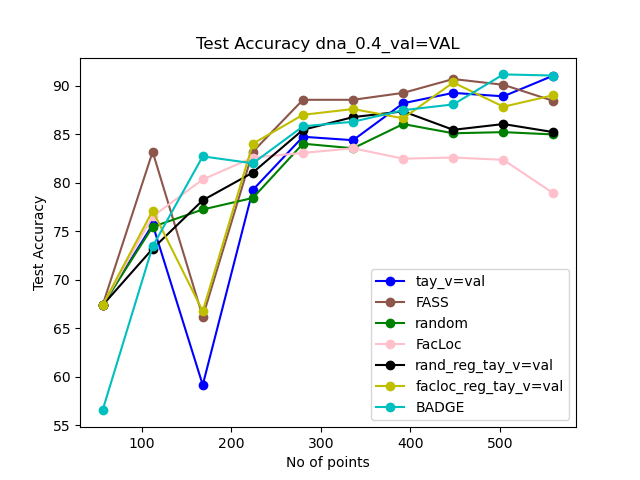 Test Accuracy dna_0.4_val=VAL
Test Accuracy
90
85
80
75
70
65
60
55
100 200 300 400 500
No of points
tay_v=val
FASS
random
FacLoc
rand_reg_tay_v=val
facloc_reg_tay_v=val
BADGE